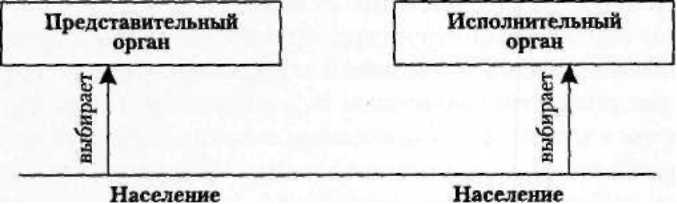 Представительный
орган
Исполнительный
орган
выбирает
выбирает
Население
Население